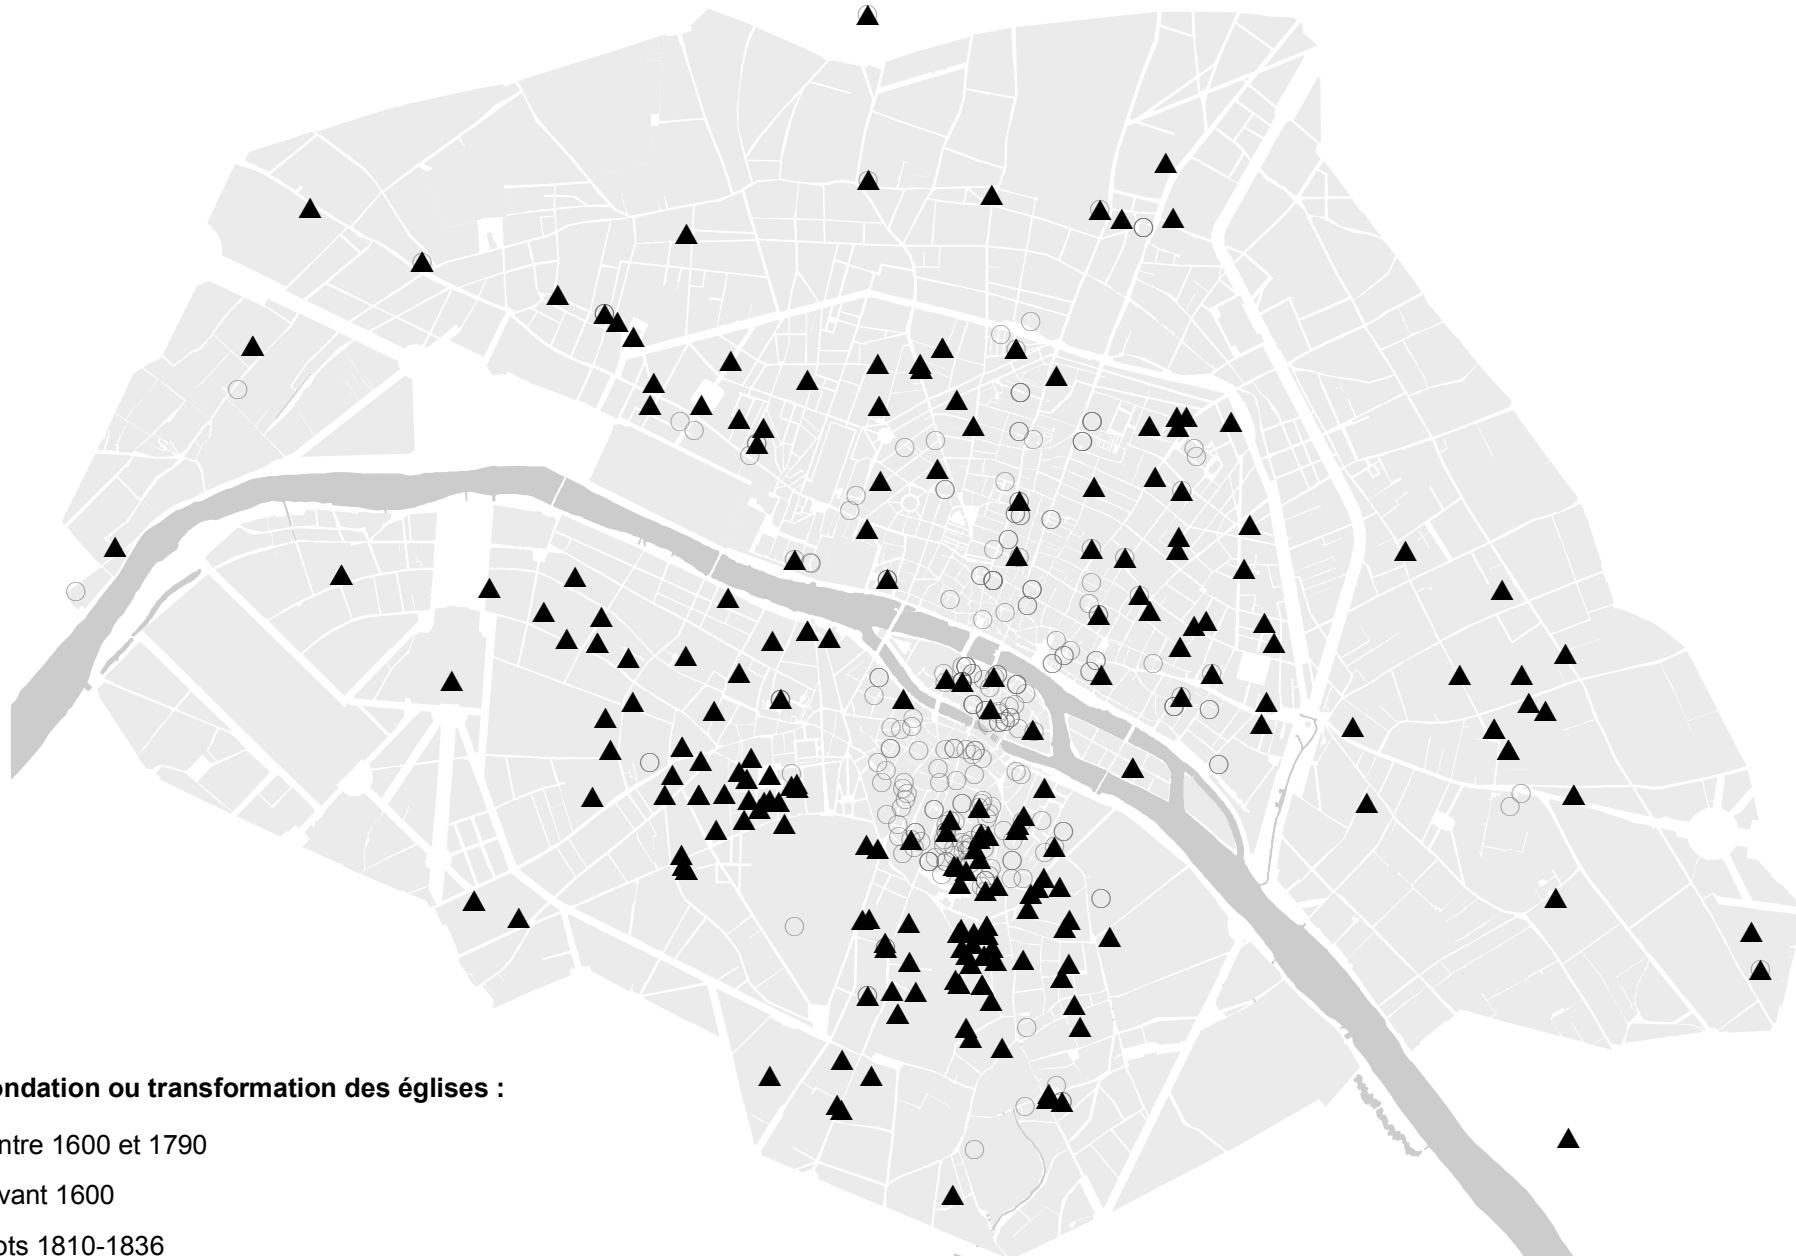 ondation ou transformation des églises :
ntre 1600 et 1790
vant 1600
ots 1810-1836